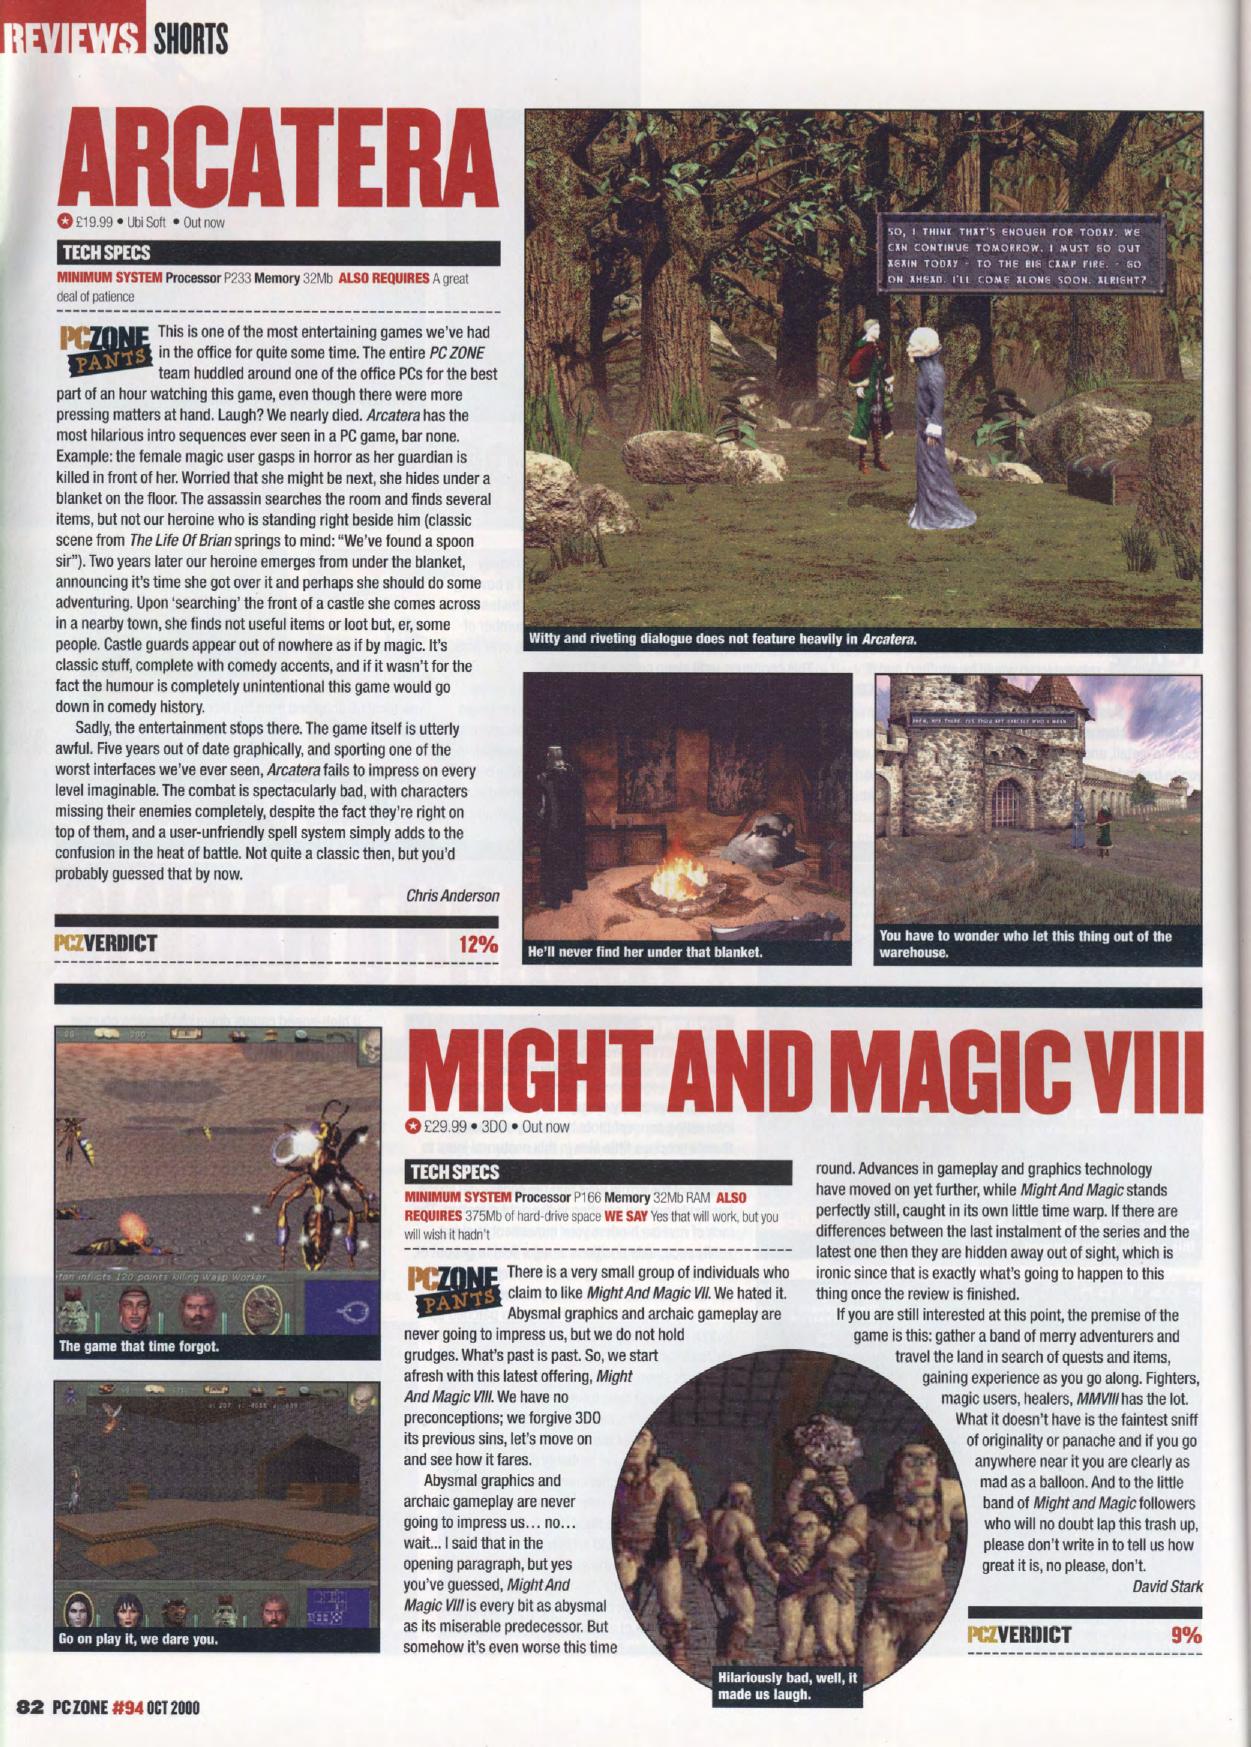 REVIEWS SHORTS
ARCATERA
£19.99 • Ubi Soft • Out now
TECH SPECS
MINIMUM SYSTEM Processor P233 Memory 32Mb ALSO REQUIRES A great
deal of patience
PCZONE
PANTS
This is one of the most entertaining games we've had
in the office for quite some time. The entire PC ZONE
team huddled around one of the office PCs for the best
part of an hour watching this game, even though there were more
pressing matters at hand. Laugh? We nearly died. Arcatera has the
most hilarious intro sequences ever seen in a PC game, bar none.
Example: the female magic user gasps in horror as her guardian is
killed in front of her. Worried that she might be next, she hides under a
blanket on the floor. The assassin searches the room and finds several
items, but not our heroine who is standing right beside him (classic
scene from The Life Of Brian springs to mind: “We've found a spoon
sir”). Two years later our heroine emerges from under the blanket,
announcing it's time she got over it and perhaps she should do some
adventuring. Upon ‘searching’ the front of a castle she comes across
in a nearby town, she finds not useful items or loot but, er, some
people. Castle guards appear out of nowhere as if by magic. It's
classic stuff, complete with comedy accents, and if it wasn't for the
fact the humour is completely unintentional this game would go
down in comedy history.
Sadly, the entertainment stops there. The game itself is utterly
awful. Five years out of date graphically, and sporting one of the
worst interfaces we've ever seen, Arcatera fails to impress on every
level imaginable. The combat is spectacularly bad, with characters
missing their enemies completely, despite the fact they're right on
top of them, and a user-unfriendly spell system simply adds to the
confusion in the heat of battle. Not quite a classic then, but you'd
probably guessed that by now.
Chris Anderson
PCZVERDICT 12%
SO, I THINK THAT'S ENOUGH FOR TODAY. WE
CAN CONTINUE TOMORROW. I MUST GO OUT
AGAIN TODAY - TO THE BIG CAMP FIRE. - GO
ON AHEAD. I'LL COME ALONG SOON. ALRIGHT?
Witty and riveting dialogue does not feature heavily in Arcatera.
He'll never find her under that blanket.
You have to wonder who let this thing out of the
warehouse.
MIGHT AND MAGIC VIII
£29.99 • 3DO • Out now
TECH SPECS
MINIMUM SYSTEM Processor P166 Memory 32Mb RAM ALSO
REQUIRES 375Mb of hard-drive space WE SAY Yes that will work, but you
will wish it hadn't
PCZONE
PANTS
There is a very small group of individuals who
claim to like Might And Magic VII. We hated it.
Abysmal graphics and archaic gameplay are
never going to impress us, but we do not hold
grudges. What's past is past. So, we start
afresh with this latest offering, Might
And Magic VIII. We have no
preconceptions; we forgive 3DO
its previous sins, let's move on
and see how it fares.
Abysmal graphics and
archaic gameplay are never
going to impress us... no...
wait... I said that in the
opening paragraph, but yes
you've guessed, Might And
Magic VIII is every bit as abysmal
as its miserable predecessor. But
somehow it's even worse this time
round. Advances in gameplay and graphics technology
have moved on yet further, while Might And Magic stands
perfectly still, caught in its own little time warp. If there are
differences between the last instalment of the series and the
latest one then they are hidden away out of sight, which is
ironic since that is exactly what's going to happen to this
thing once the review is finished.
If you are still interested at this point, the premise of the
game is this: gather a band of merry adventurers and
travel the land in search of quests and items,
gaining experience as you go along. Fighters,
magic users, healers, MMVIII has the lot.
What it doesn't have is the faintest sniff
of originality or panache and if you go
anywhere near it you are clearly as
mad as a balloon. And to the little
band of Might and Magic followers
who will no doubt lap this trash up,
please don't write in to tell us how
great it is, no please, don't.
David Stark
PCZVERDICT 9%
inflicts 120 points killing Wasp Worker
The game that time forgot.
Go on play it, we dare you.
Hilariously bad, well, it
made us laugh.
82 PC ZONE #94 OCT 2000